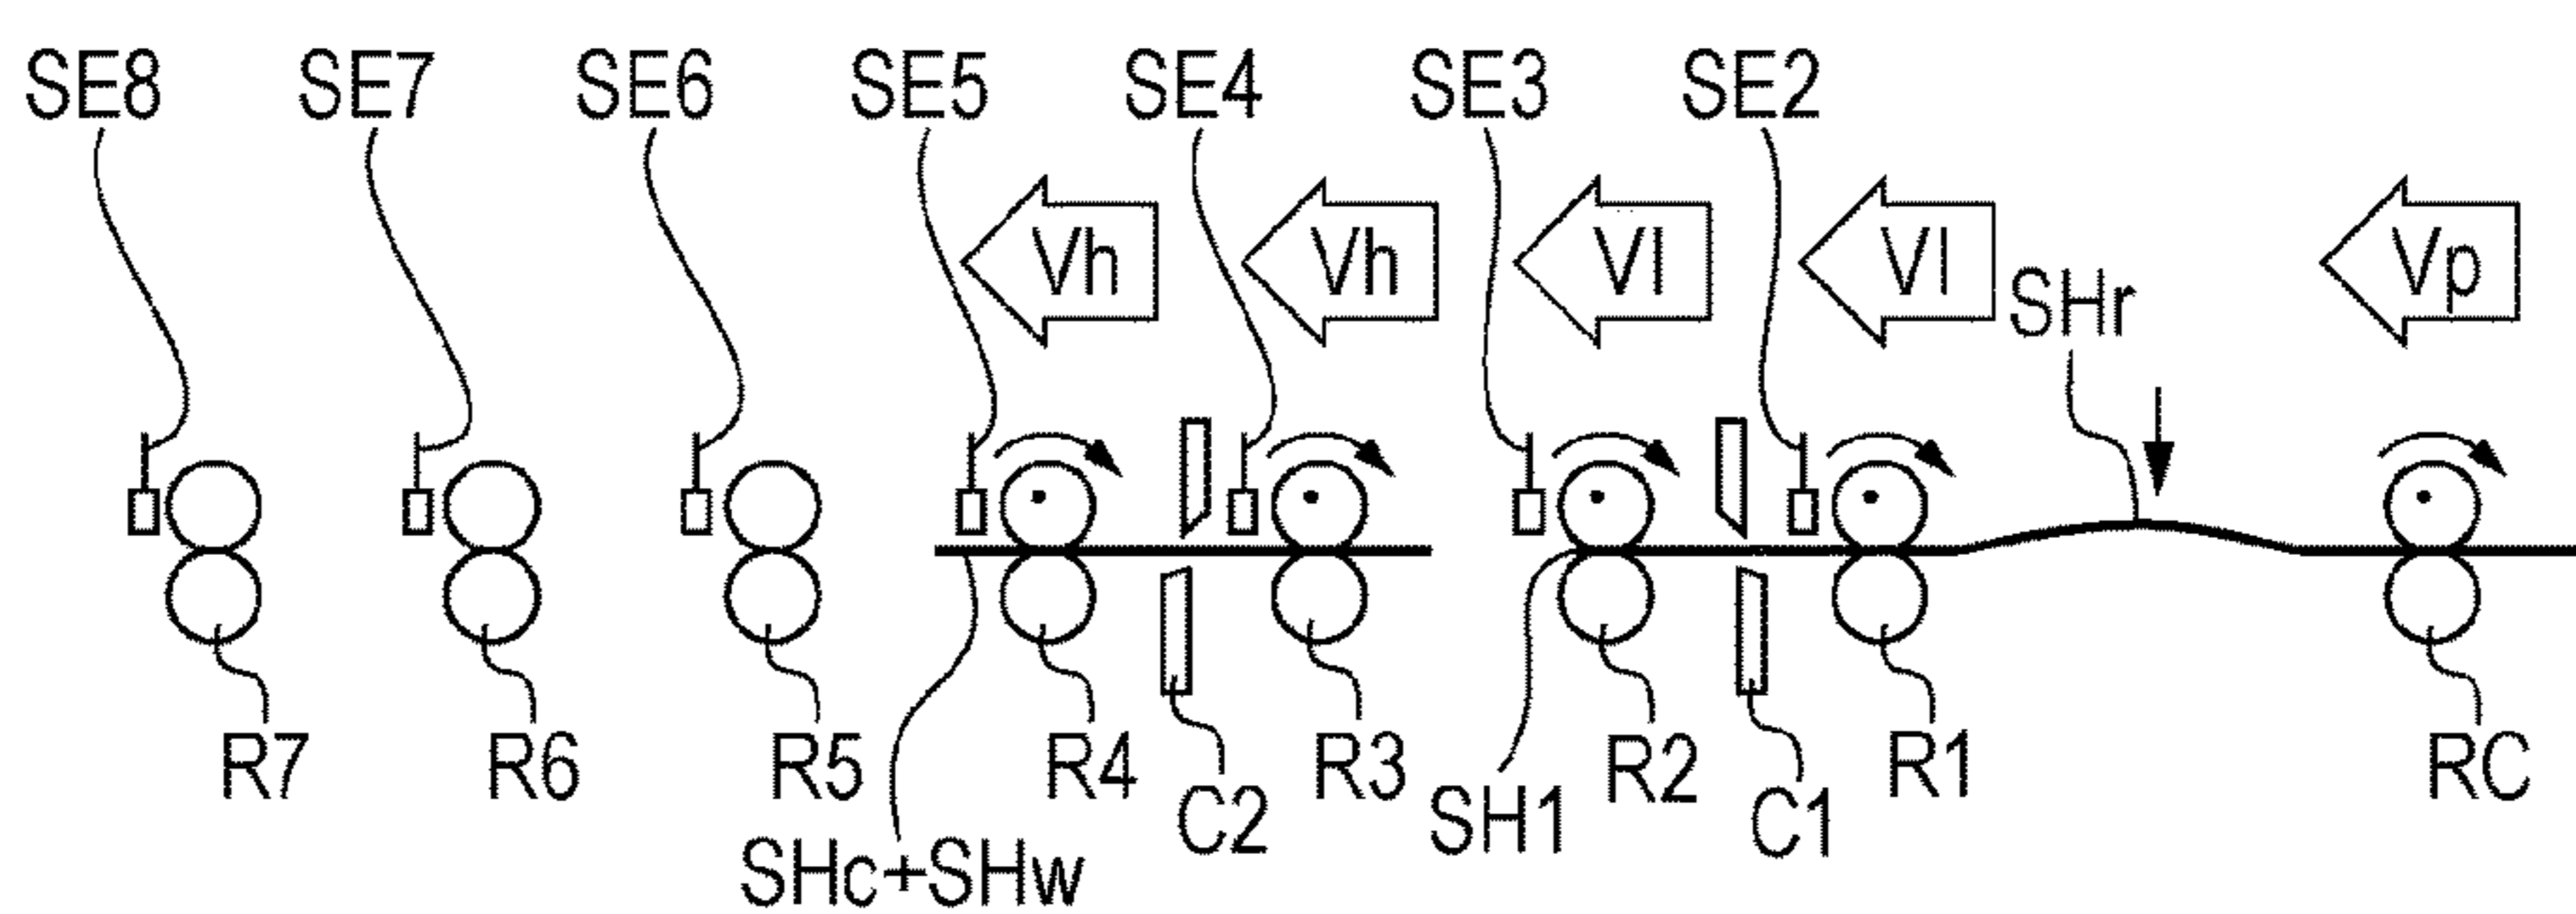 SE8 SE7 SE6 SE5 SE4 SE3 SE2
Vh Vh Vl Vl Vp
SHr
R7 R6 R5 R4 R3 R2 R1 RC
C2 SH1 C1
SHc+SHw